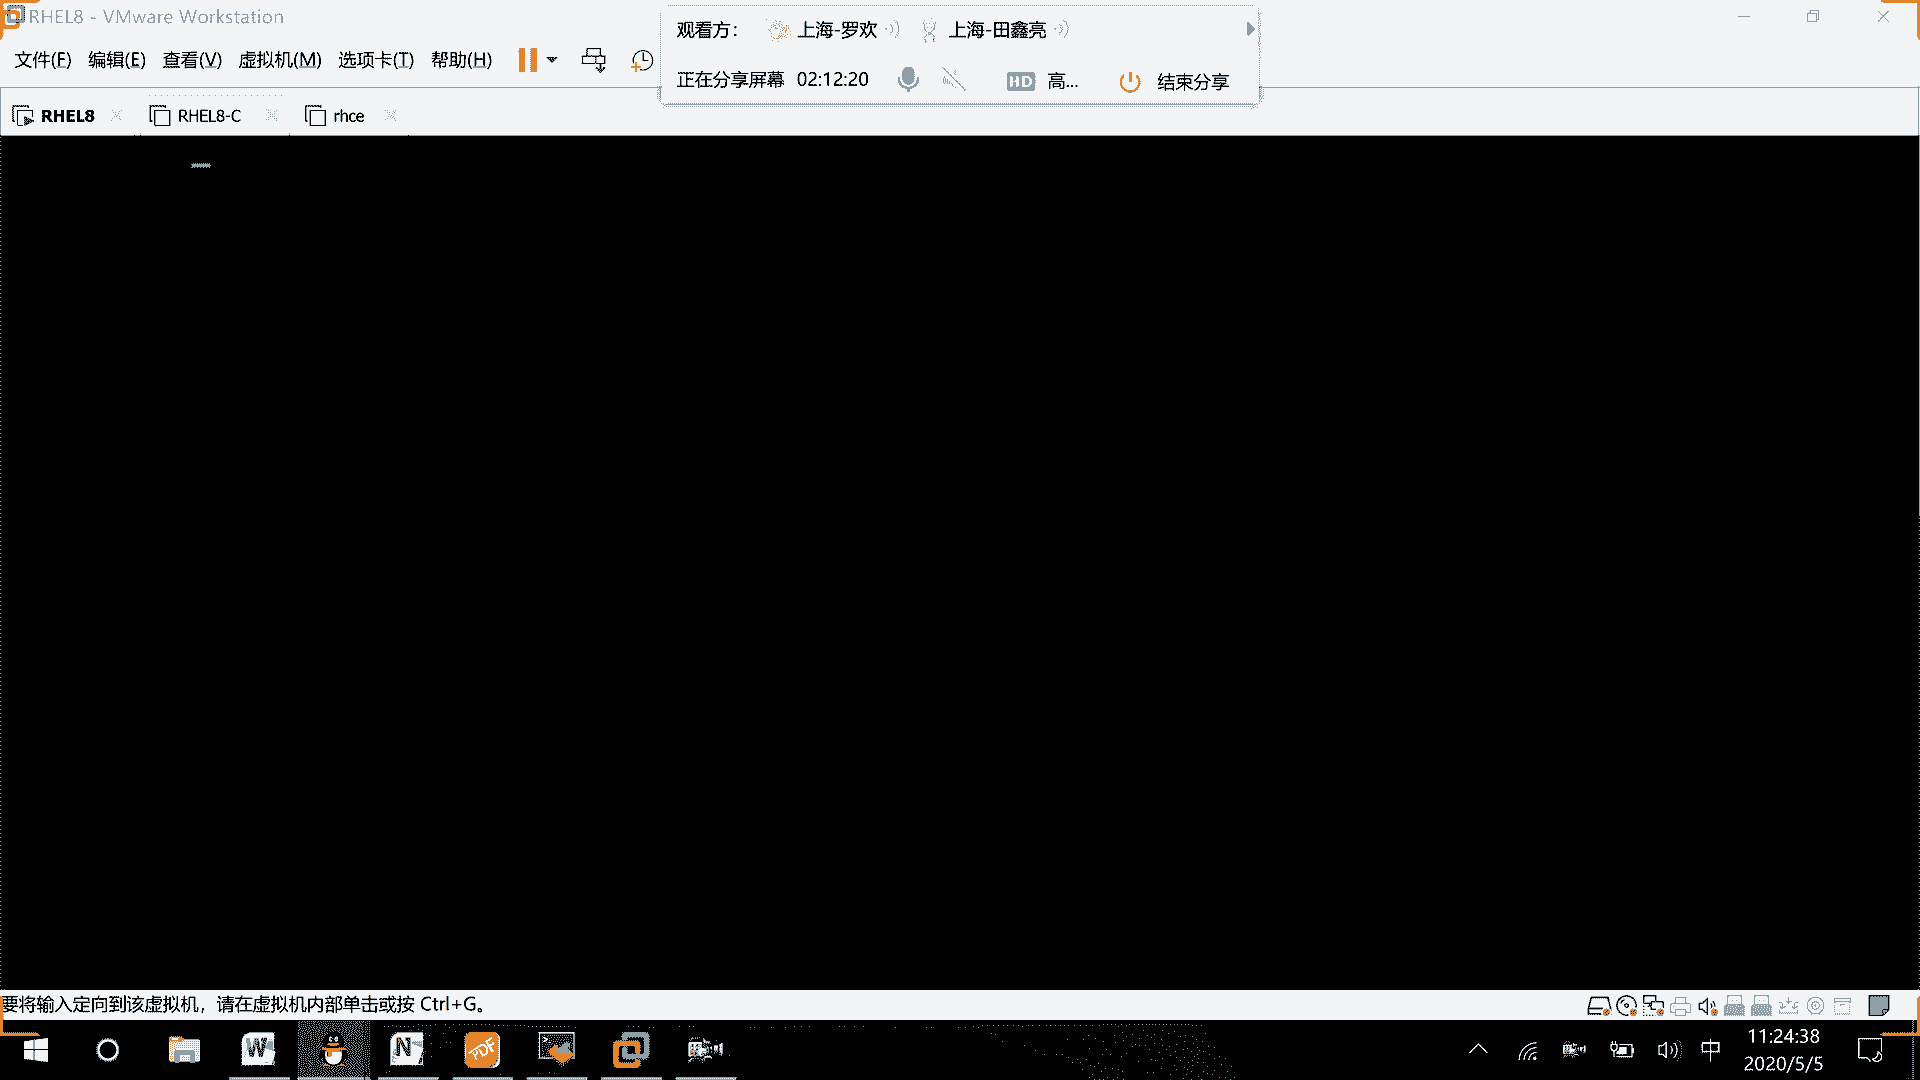 RHEL8 - VMware Workstation
文件(F) 编辑(E) 查看(V) 虚拟机(M) 选项卡(T) 帮助(H)
观看方： 上海-罗欢 上海-田鑫亮
正在分享屏幕 02:12:20 HD 高... 结束分享
RHEL8 RHEL8-C rhce
要将输入定向到该虚拟机，请在虚拟机内部单击或按 Ctrl+G。
W N PDF 中 11:24:38
2020/5/5